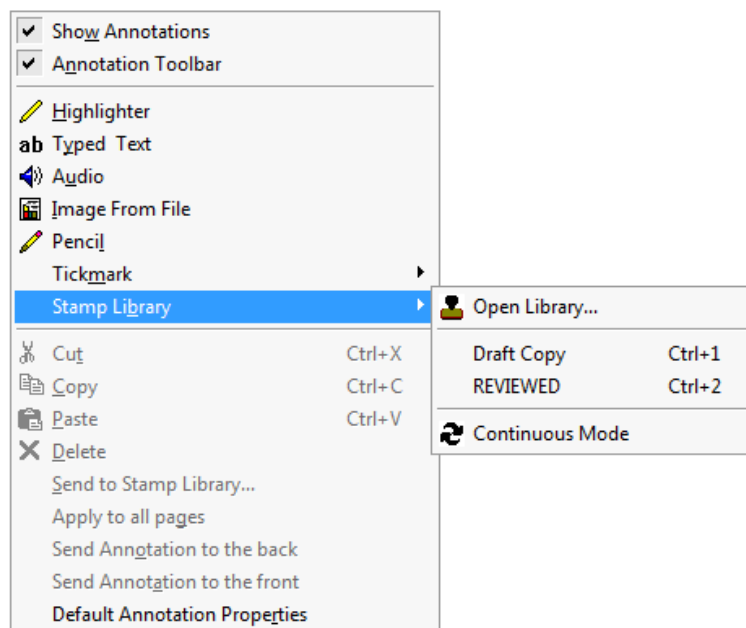 Show Annotations
Annotation Toolbar
Highlighter
ab Typed Text
Audio
Image From File
Pencil
Tickmark
Stamp Library
Open Library...
Draft Copy Ctrl+1
REVIEWED Ctrl+2
Continuous Mode
Cut Ctrl+X
Copy Ctrl+C
Paste Ctrl+V
Delete
Send to Stamp Library...
Apply to all pages
Send Annotation to the back
Send Annotation to the front
Default Annotation Properties